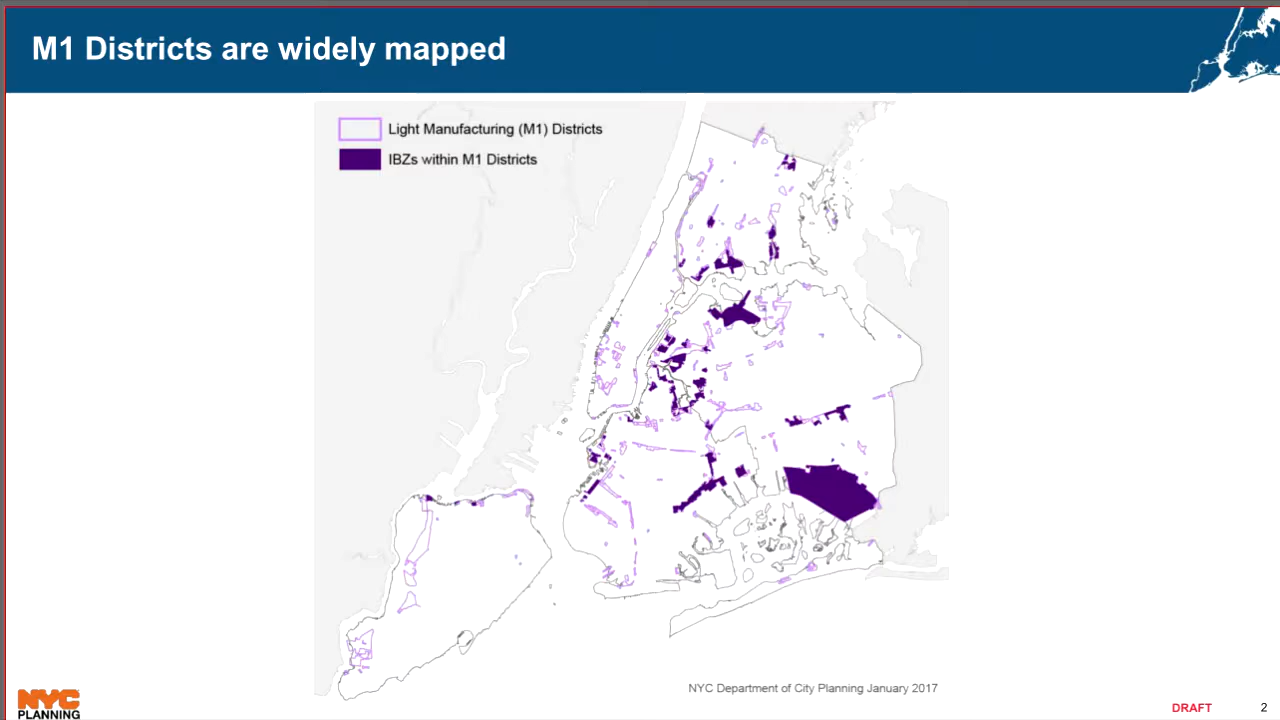 M1 Districts are widely mapped
Light Manufacturing (M1) Districts
IBZs within M1 Districts
NYC Department of City Planning January 2017
NYC
PLANNING
DRAFT
2